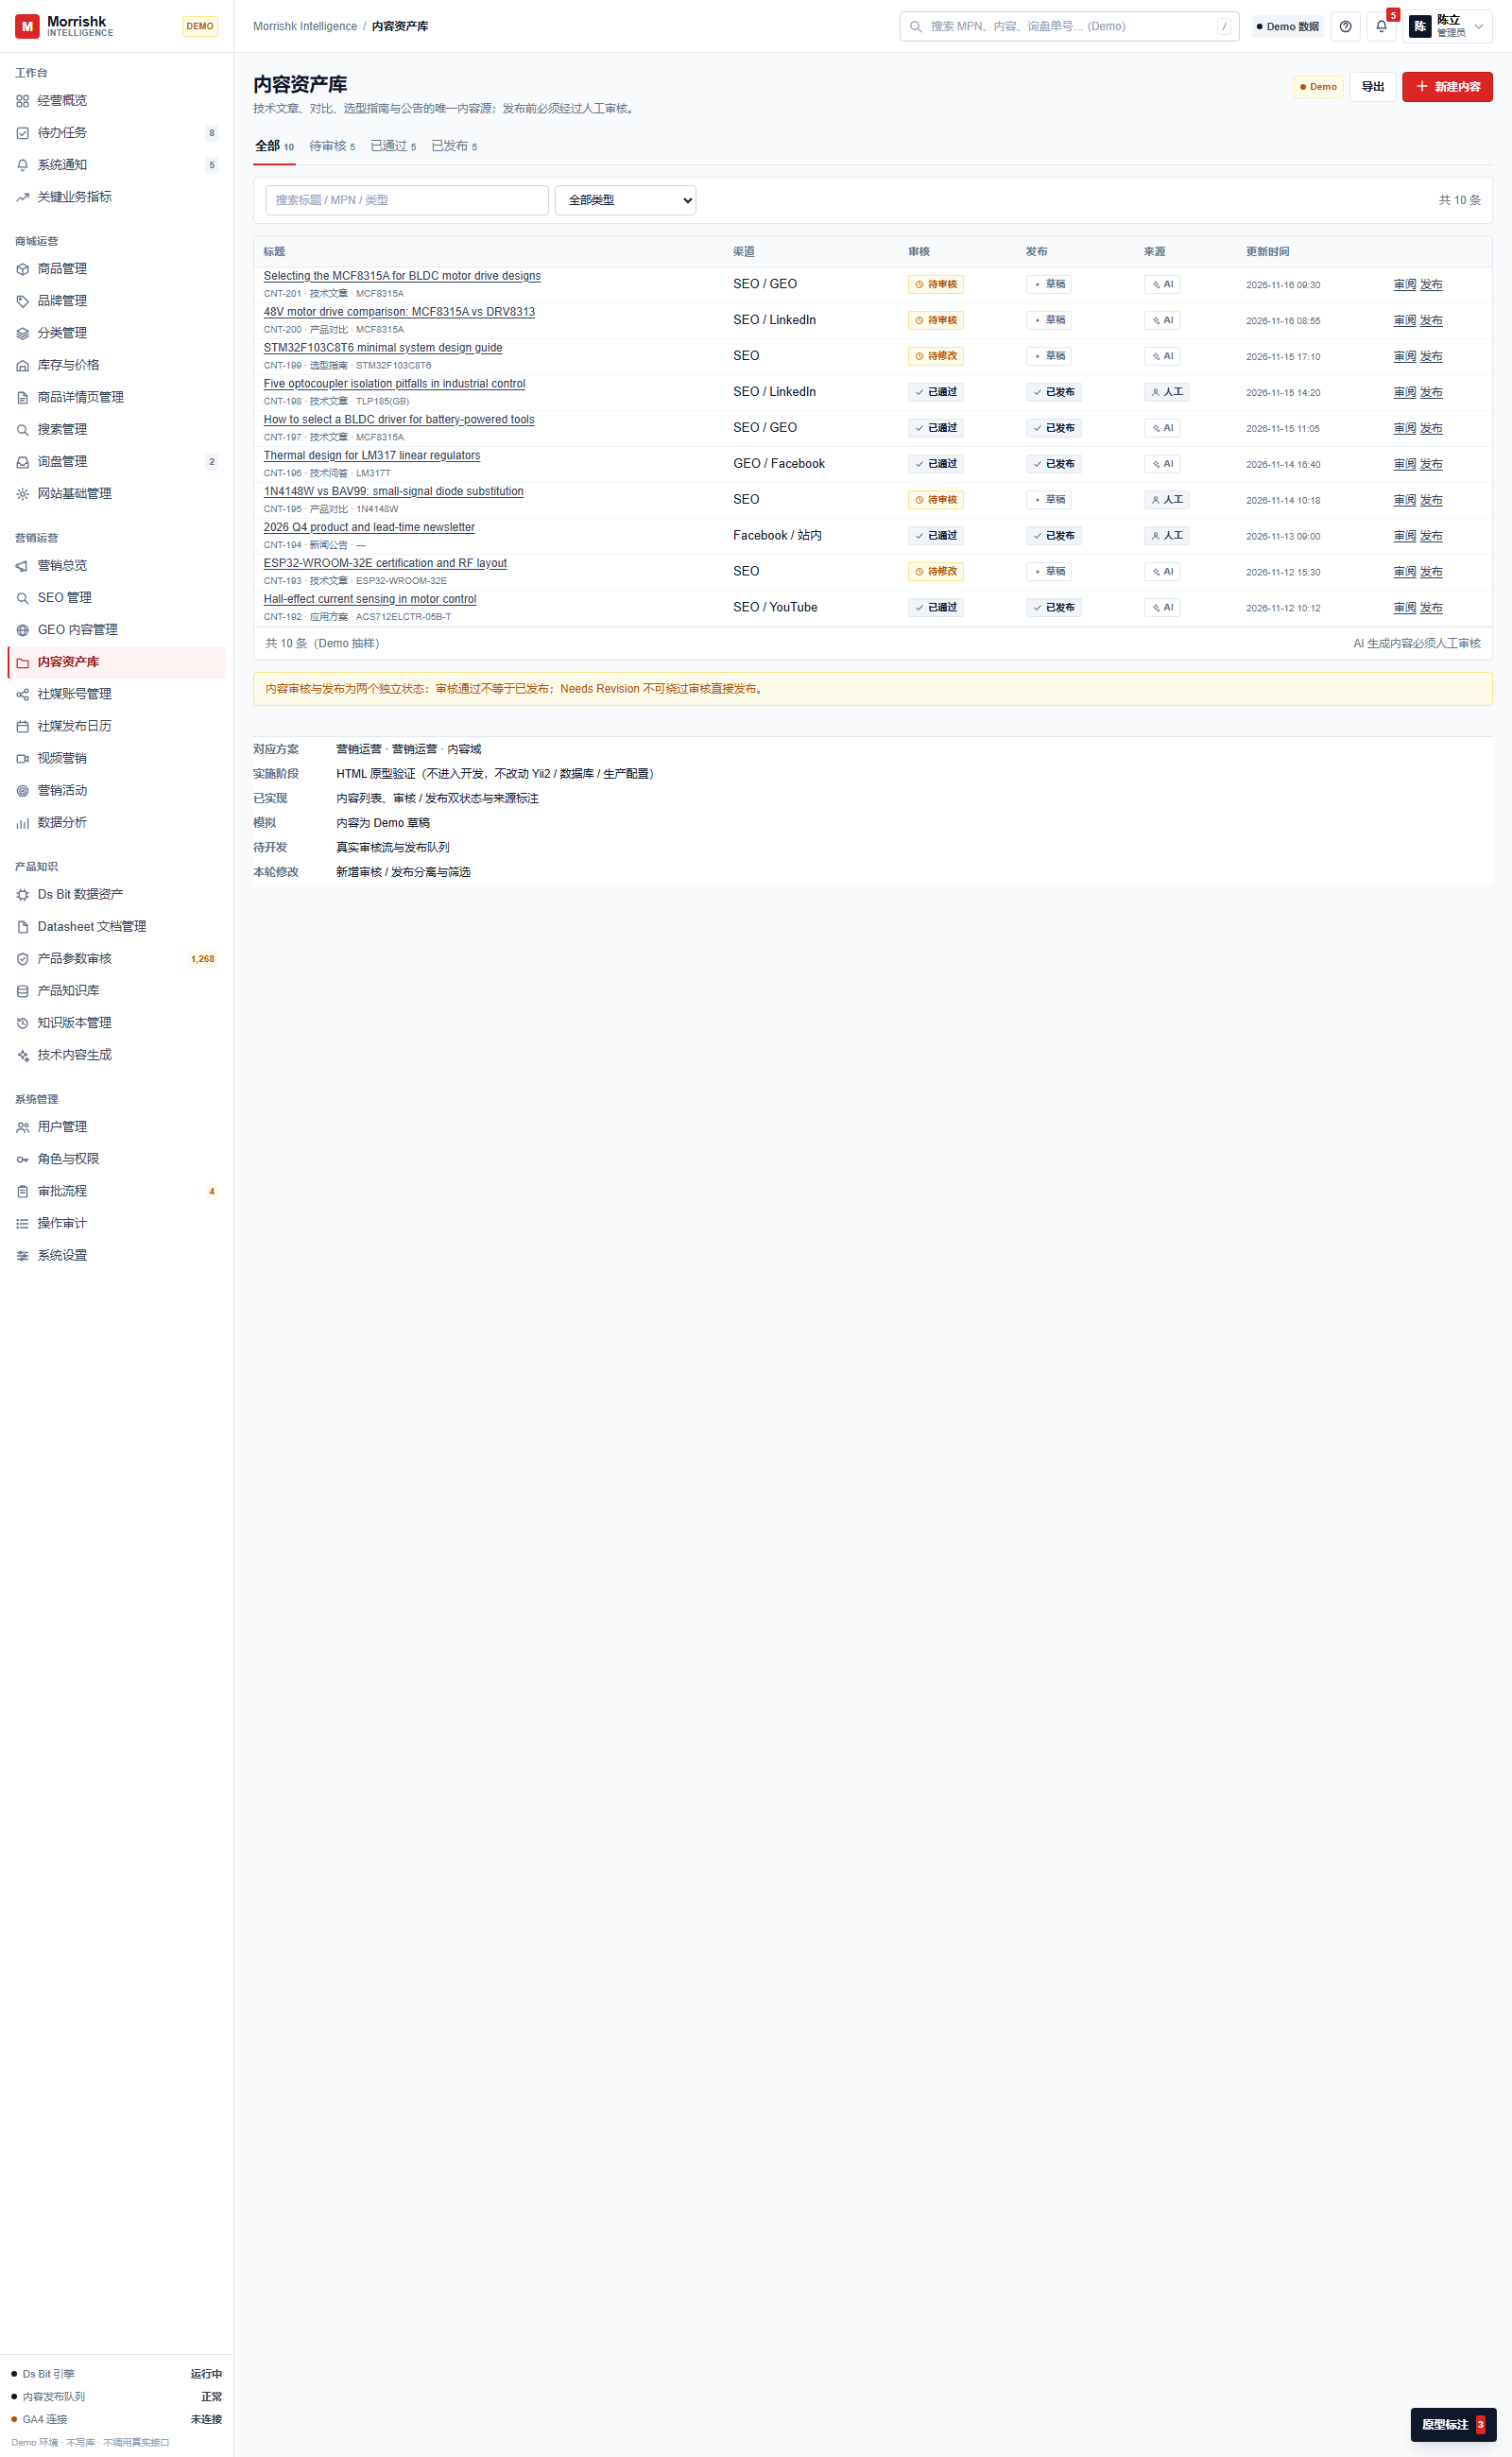 M Morrishk INTELLIGENCE DEMO
工作台
经营概览
待办任务 8
系统通知 5
关键业务指标
商城运营
商品管理
品牌管理
分类管理
库存与价格
商品详情页管理
搜索管理
询盘管理 2
网站基础管理
营销运营
营销总览
SEO 管理
GEO 内容管理
内容资产库
社媒账号管理
社媒发布日历
视频营销
营销活动
数据分析
产品知识
Ds Bit 数据资产
Datasheet 文档管理
产品参数审核 1,268
产品知识库
知识版本管理
技术内容生成
系统管理
用户管理
角色与权限
审批流程 4
操作审计
系统设置
Ds Bit 引擎 运行中
内容发布队列 正常
GA4 连接 未连接
Demo 环境 · 不写库 · 不调用真实接口
Morrishk Intelligence / 内容资产库
搜索 MPN、内容、询盘单号... (Demo) /
Demo 数据
5
陈 陈立 管理员
内容资产库
技术文章、对比、选型指南与公告的唯一内容源；发布前必须经过人工审核。
Demo 导出 新建内容
全部 10 待审核 5 已通过 5 已发布 5
搜索标题 / MPN / 类型 全部类型 共 10 条
标题 渠道 审核 发布 来源 更新时间
Selecting the MCF8315A for BLDC motor drive designs
CNT-201 · 技术文章 · MCF8315A
SEO / GEO 待审核 草稿 AI 2026-11-16 09:30 审阅 发布
48V motor drive comparison: MCF8315A vs DRV8313
CNT-200 · 产品对比 · MCF8315A
SEO / LinkedIn 待审核 草稿 AI 2026-11-16 08:55 审阅 发布
STM32F103C8T6 minimal system design guide
CNT-199 · 选型指南 · STM32F103C8T6
SEO 待修改 草稿 AI 2026-11-15 17:10 审阅 发布
Five optocoupler isolation pitfalls in industrial control
CNT-198 · 技术文章 · TLP185(GB)
SEO / LinkedIn 已通过 已发布 人工 2026-11-15 14:20 审阅 发布
How to select a BLDC driver for battery-powered tools
CNT-197 · 技术文章 · MCF8315A
SEO / GEO 已通过 已发布 AI 2026-11-15 11:05 审阅 发布
Thermal design for LM317 linear regulators
CNT-196 · 技术问答 · LM317T
GEO / Facebook 已通过 已发布 AI 2026-11-14 16:40 审阅 发布
1N4148W vs BAV99: small-signal diode substitution
CNT-195 · 产品对比 · 1N4148W
SEO 待审核 草稿 人工 2026-11-14 10:18 审阅 发布
2026 Q4 product and lead-time newsletter
CNT-194 · 新闻公告 · —
Facebook / 站内 已通过 已发布 人工 2026-11-13 09:00 审阅 发布
ESP32-WROOM-32E certification and RF layout
CNT-193 · 技术文章 · ESP32-WROOM-32E
SEO 待修改 草稿 AI 2026-11-12 15:30 审阅 发布
Hall-effect current sensing in motor control
CNT-192 · 应用方案 · ACS712ELCTR-05B-T
SEO / YouTube 已通过 已发布 AI 2026-11-12 10:12 审阅 发布
共 10 条（Demo 抽样） AI 生成内容必须人工审核
内容审核与发布为两个独立状态：审核通过不等于已发布；Needs Revision 不可绕过审核直接发布。
对应方案 营销运营 · 营销运营 · 内容域
实施阶段 HTML 原型验证（不进入开发，不改动 Yii2 / 数据库 / 生产配置）
已实现 内容列表、审核 / 发布双状态与来源标注
模拟 内容为 Demo 草稿
待开发 真实审核流与发布队列
本轮修改 新增审核 / 发布分离与筛选
原型标注 3